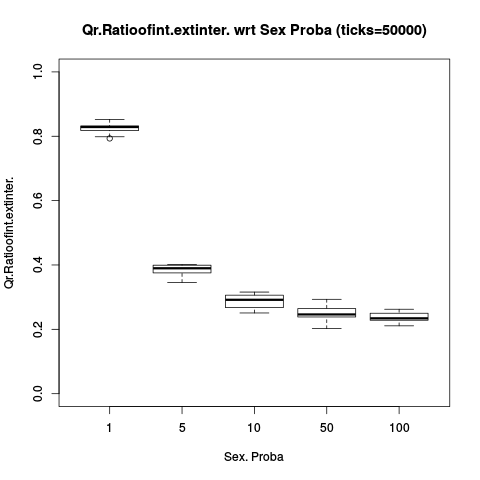 Qr.Ratioofint.extinter. wrt Sex Proba (ticks=50000)
1.0
0.8
0.6
0.4
0.2
0.0
Qr.Ratioofint.extinter.
1 5 10 50 100
Sex. Proba